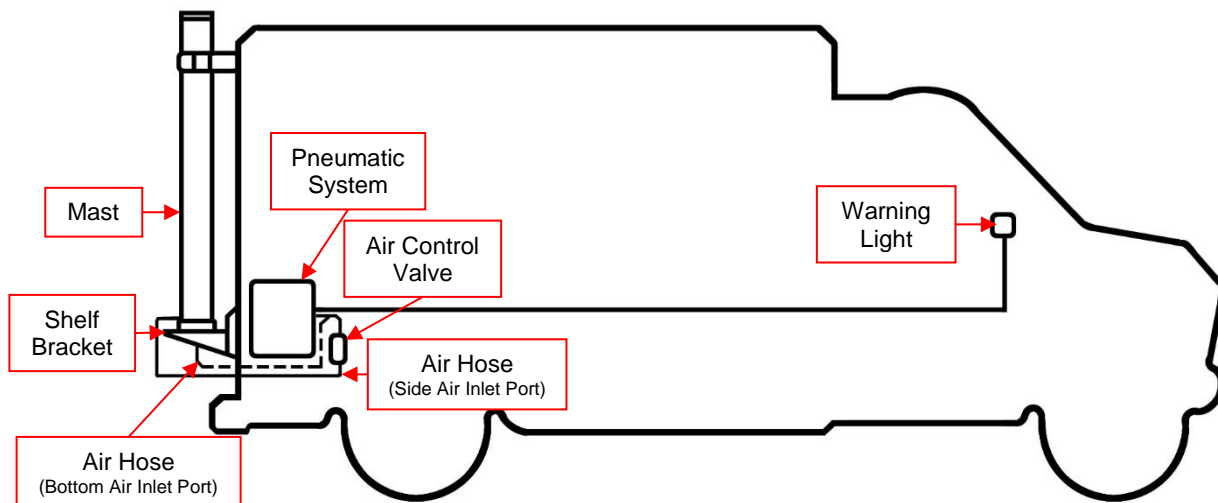 Pneumatic
System
Mast
Air Control
Valve
Warning
Light
Shelf
Bracket
Air Hose
(Side Air Inlet Port)
Air Hose
(Bottom Air Inlet Port)